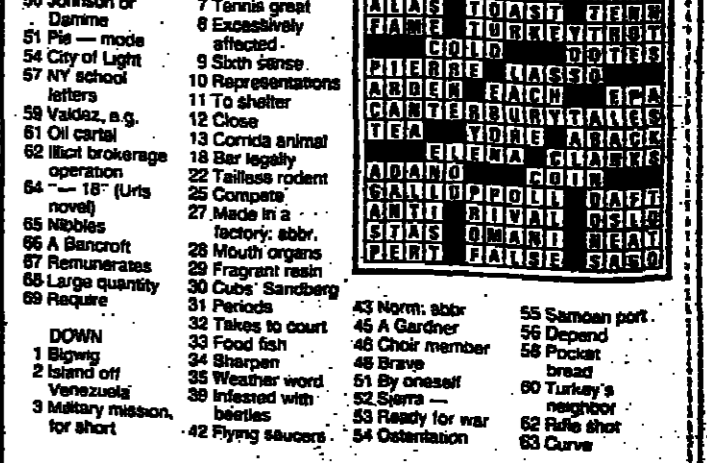 50 Johnson or
Damme
51 Pie — mode
54 City of Light
57 NY school
letters
59 Valdez, e.g.
61 Oil cartel
62 Illicit brokerage
operation
64 "— 18" (Uris
novel)
65 Nibbles
66 A Bancroft
67 Remunerates
68 Large quantity
69 Require
DOWN
1 Bigwig
2 Island off
Venezuela
3 Military mission,
for short
7 Tennis great
8 Excessively
affected
9 Sixth sense
10 Representations
11 To shelter
12 Close
13 Corrida animal
18 Bar legally
22 Tailless rodent
25 Compete
27 Made in a
factory: abbr.
28 Mouth organs
29 Fragrant resin
30 Cubs' Sandberg
31 Periods
32 Takes to court
33 Food fish
34 Sharpen
35 Weather word
39 Infested with
beetles
42 Flying saucers
ALAS TOAST TENN
FAME TURKEYTROT
COLD DOTES
PIERRE LASSO
ARDEN EACH EPA
CANTERBURYTALES
TEA YORE ABACK
ELENA CLANKS
ADANO COIN
GALLUPPOLL DAFT
ANTI RIVAL OSLO
STAS OMANI NEAT
PERT FALSE SASO
43 Norm: abbr
45 A Gardner
46 Choir member
48 Brave
51 By oneself
52 Sierra —
53 Ready for war
54 Ostentation
55 Samoan port
56 Depend
58 Pocket
bread
60 Turkey's
neighbor
62 Rifle shot
63 Curve